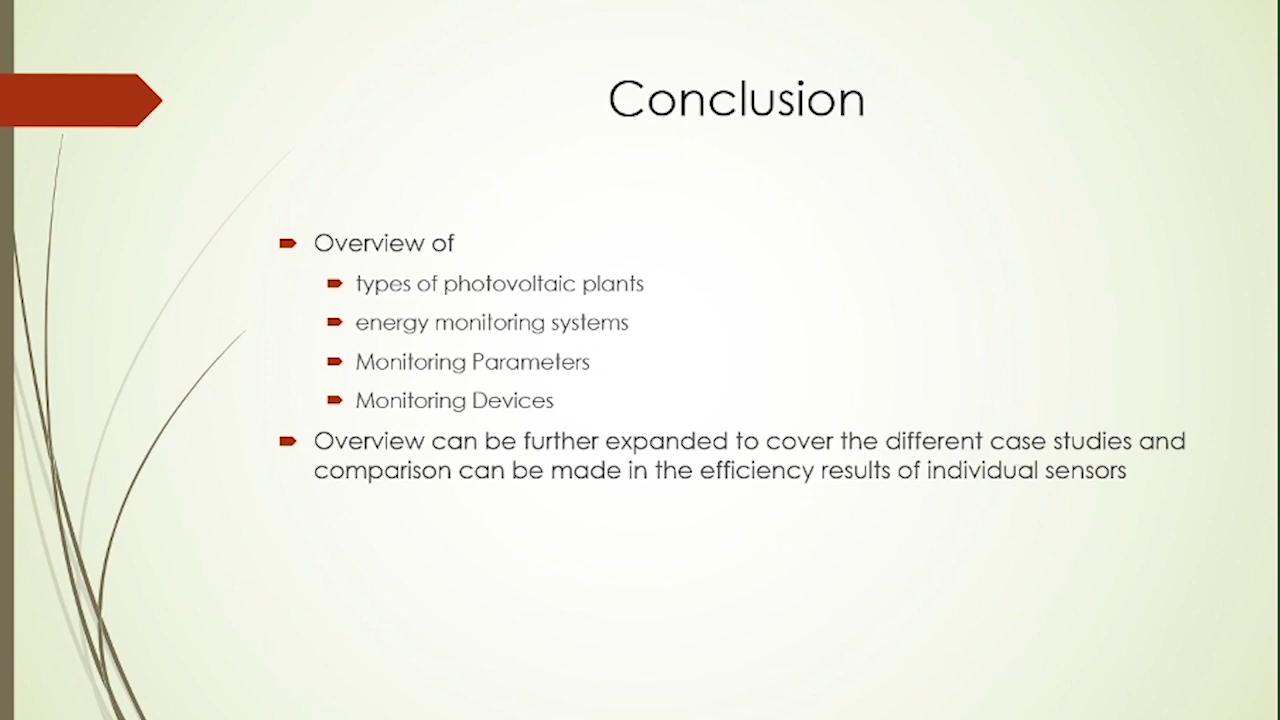 Conclusion
Overview of
types of photovoltaic plants
energy monitoring systems
Monitoring Parameters
Monitoring Devices
Overview can be further expanded to cover the different case studies and
comparison can be made in the efficiency results of individual sensors